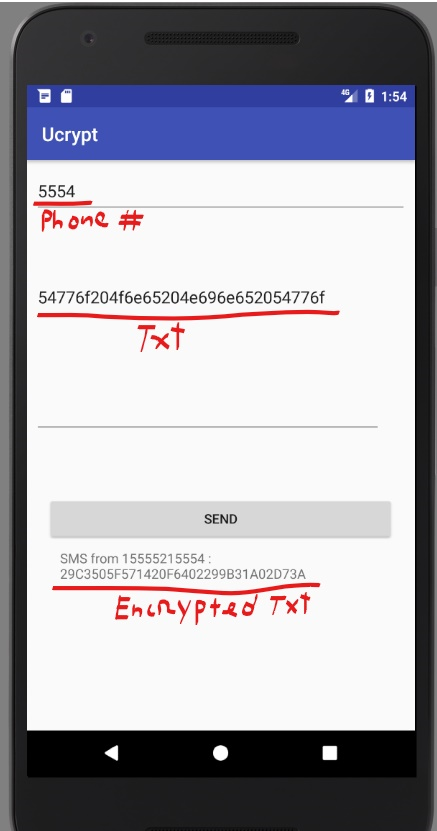 4G 1:54
Ucrypt
5554
Phone #
54776f204f6e65204e696e652054776f
Txt
SEND
SMS from 15555215554 :
29C3505F571420F6402299B31A02D73A
Encrypted Txt